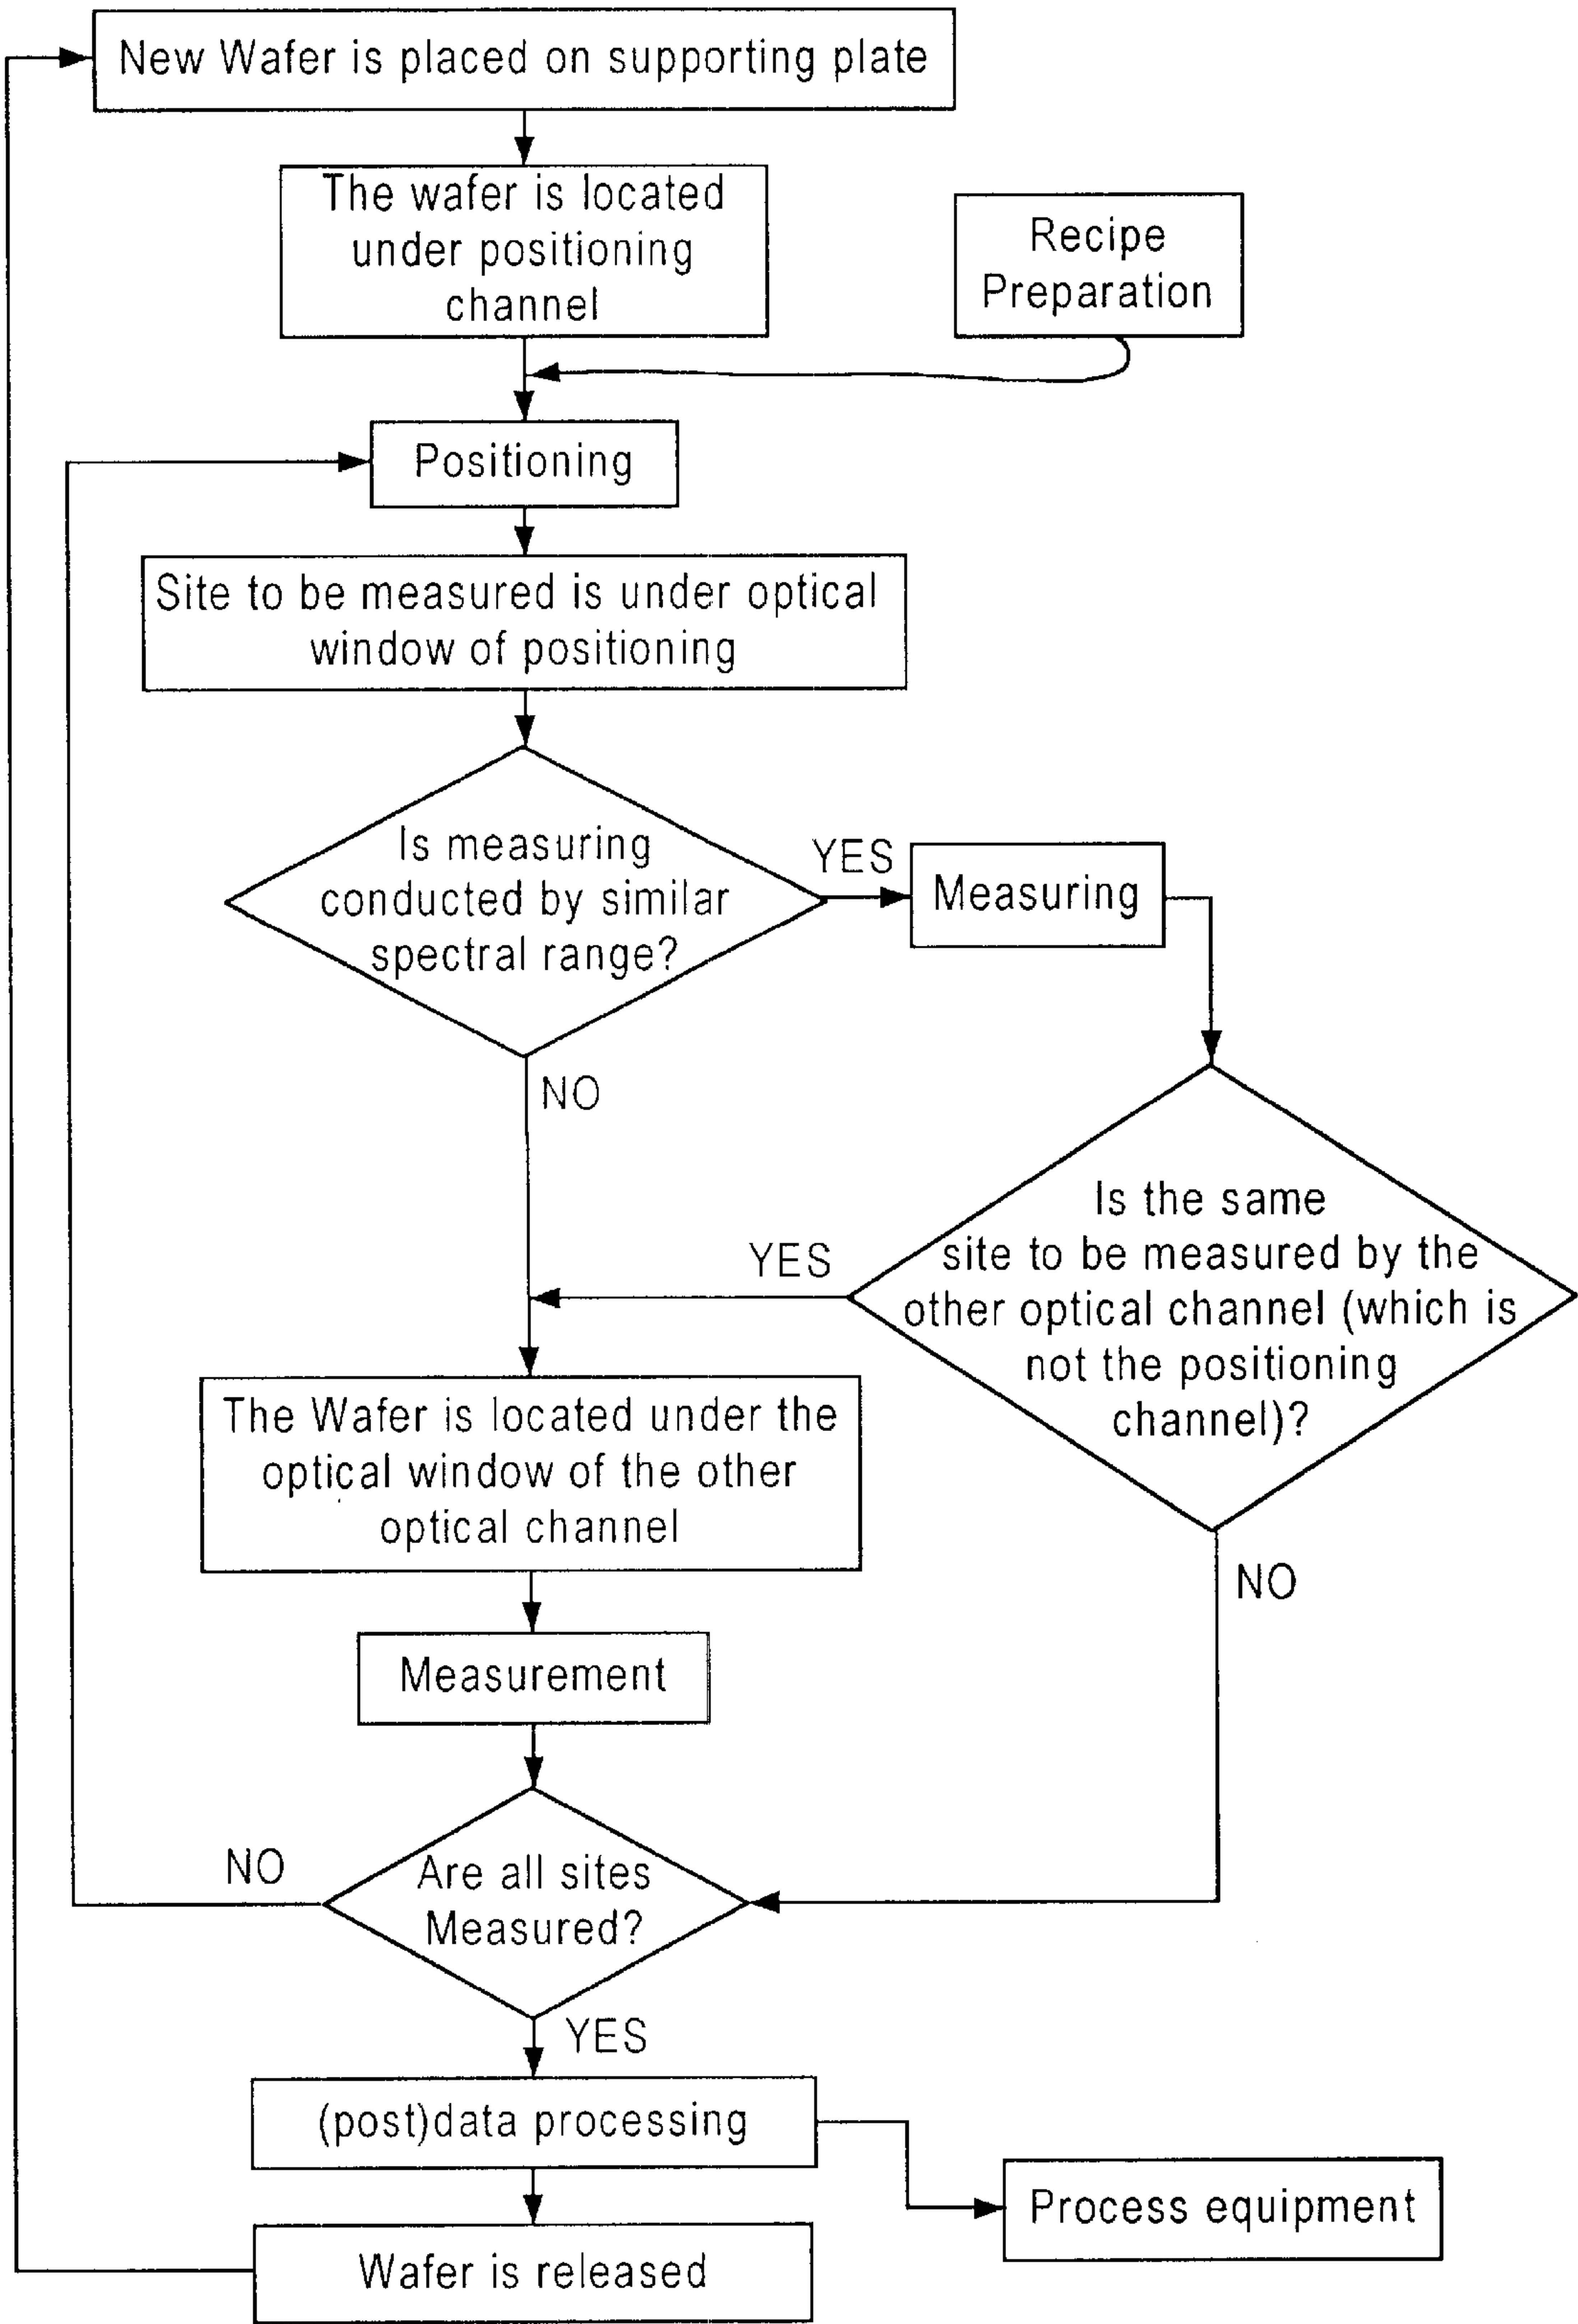 New Wafer is placed on supporting plate
The wafer is located
under positioning
channel
Recipe
Preparation
Positioning
Site to be measured is under optical
window of positioning
Is measuring
conducted by similar
spectral range?
YES
Measuring
NO
Is the same
site to be measured by the
other optical channel (which is
not the positioning
channel)?
YES
The Wafer is located under the
optical window of the other
optical channel
NO
Measurement
Are all sites
Measured?
NO
YES
(post)data processing
Process equipment
Wafer is released